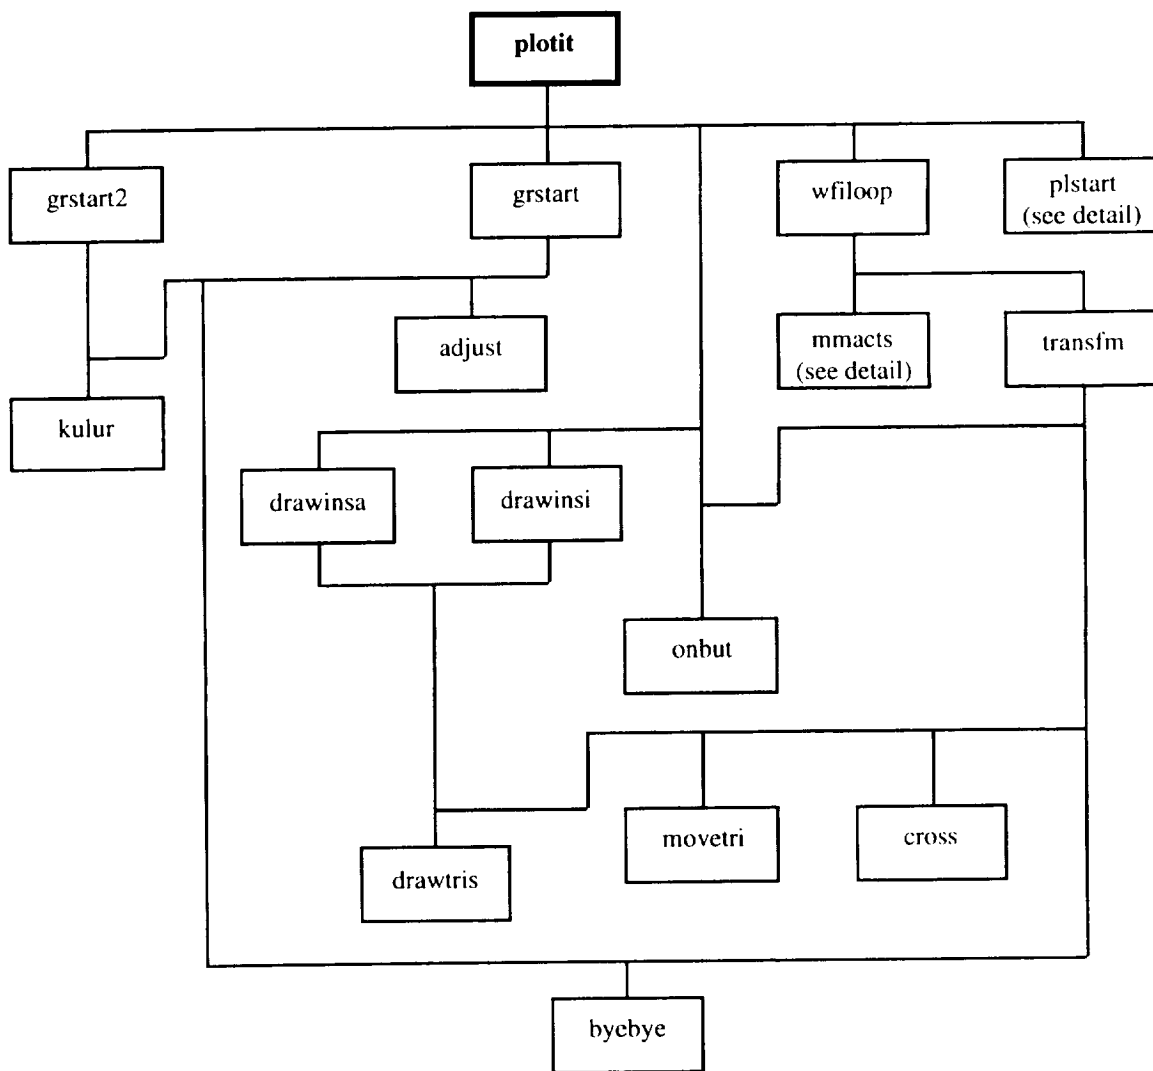 plotit
grstart2
grstart
wfiloop
plstart
(see detail)
adjust
mmacts
(see detail)
transfm
kulur
drawinsa
drawinsi
onbut
movetri
cross
drawtris
byebye